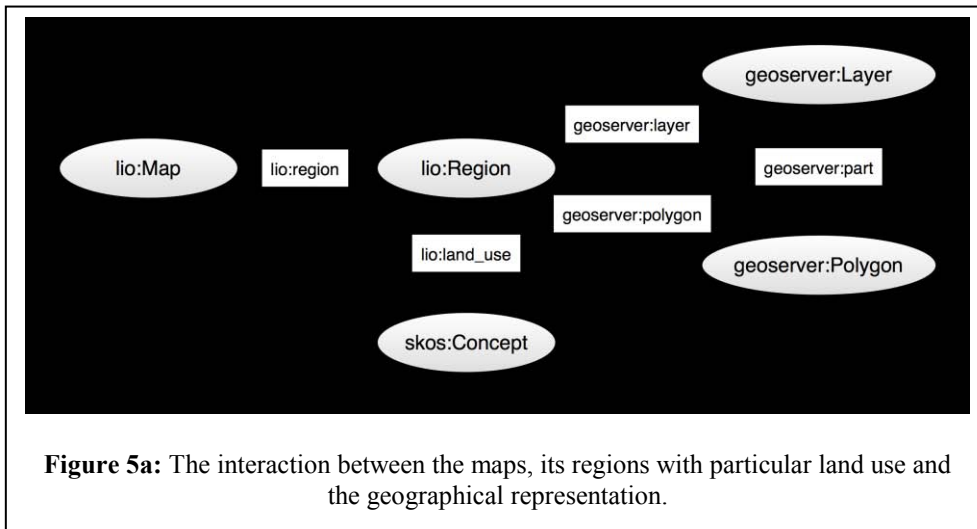 geoserver:Layer
geoserver:layer
lio:Map
lio:region
lio:Region
geoserver:part
geoserver:polygon
lio:land_use
geoserver:Polygon
skos:Concept
Figure 5a: The interaction between the maps, its regions with particular land use and
the geographical representation.